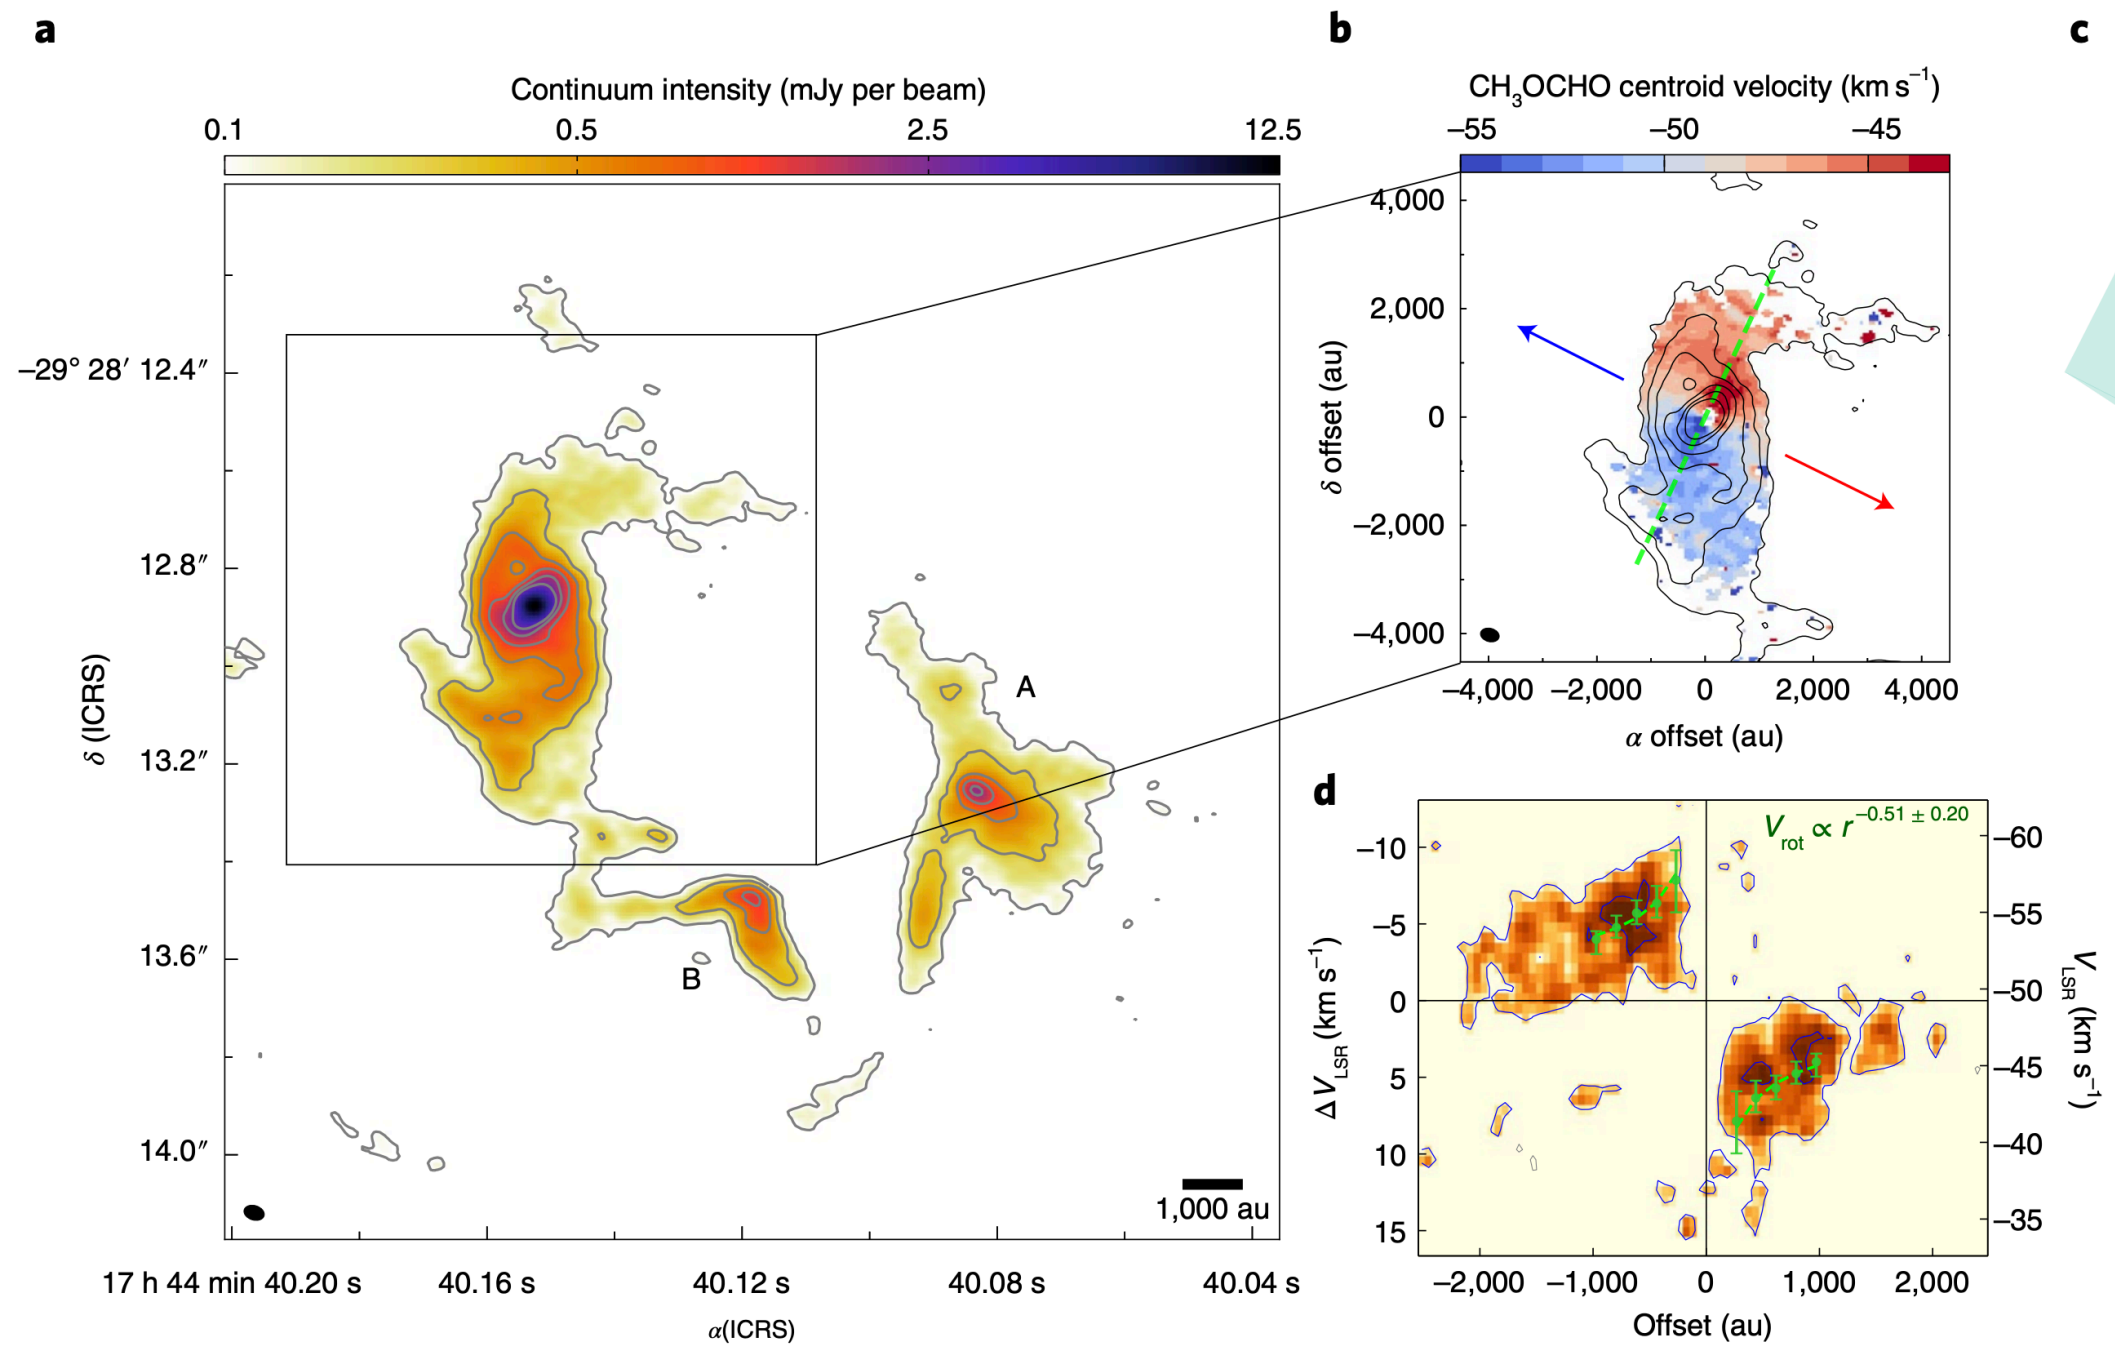 a
Continuum intensity (mJy per beam)
0.1 0.5 2.5 12.5
−29° 28′ 12.4″
12.8″
13.2″
13.6″
14.0″
δ (ICRS)
A
B
1,000 au
17 h 44 min 40.20 s 40.16 s 40.12 s 40.08 s 40.04 s
α(ICRS)
b
CH₃OCHO centroid velocity (km s⁻¹)
−55 −50 −45
4,000
2,000
0
−2,000
−4,000
δ offset (au)
−4,000 −2,000 0 2,000 4,000
α offset (au)
c
d
V_rot ∝ r^−0.51 ± 0.20
−10
−5
0
5
10
15
ΔV_LSR (km s⁻¹)
−60
−55
−50
−45
−40
−35
V_LSR (km s⁻¹)
−2,000 −1,000 0 1,000 2,000
Offset (au)